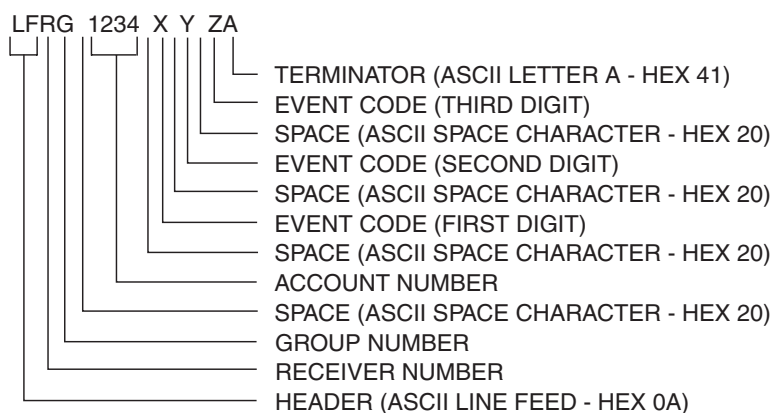 LFRG 1234 X Y ZA
TERMINATOR (ASCII LETTER A - HEX 41)
EVENT CODE (THIRD DIGIT)
SPACE (ASCII SPACE CHARACTER - HEX 20)
EVENT CODE (SECOND DIGIT)
SPACE (ASCII SPACE CHARACTER - HEX 20)
EVENT CODE (FIRST DIGIT)
SPACE (ASCII SPACE CHARACTER - HEX 20)
ACCOUNT NUMBER
SPACE (ASCII SPACE CHARACTER - HEX 20)
GROUP NUMBER
RECEIVER NUMBER
HEADER (ASCII LINE FEED - HEX 0A)